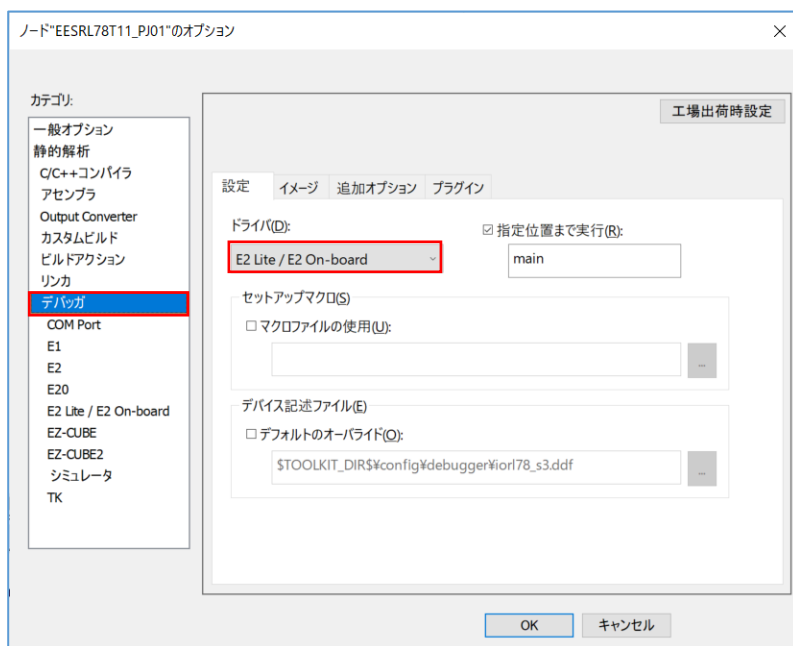 ノード"EESRL78T11_PJ01"のオプション
カテゴリ:
一般オプション
静的解析
C/C++コンパイラ
アセンブラ
Output Converter
カスタムビルド
ビルドアクション
リンカ
デバッガ
COM Port
E1
E2
E20
E2 Lite / E2 On-board
EZ-CUBE
EZ-CUBE2
シミュレータ
TK
工場出荷時設定
設定 イメージ 追加オプション プラグイン
ドライバ(D):
E2 Lite / E2 On-board
指定位置まで実行(R):
main
セットアップマクロ(S)
マクロファイルの使用(U):
...
デバイス記述ファイル(E)
デフォルトのオーバライド(O):
$TOOLKIT_DIR$¥config¥debugger¥iorl78_s3.ddf
...
OK キャンセル